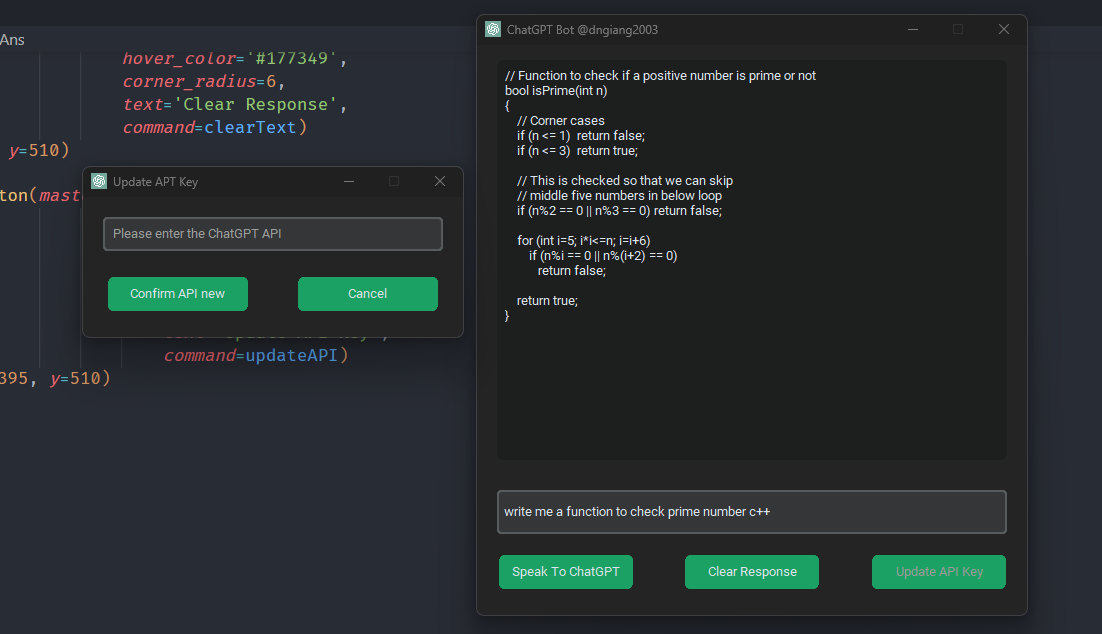 Ans
hover_color='#177349',
corner_radius=6,
text='Clear Response',
command=clearText)
y=510)
ton(mast
command=updateAPI)
395, y=510)
Update APT Key
Please enter the ChatGPT API
Confirm API new
Cancel
ChatGPT Bot @dngiang2003
// Function to check if a positive number is prime or not
bool isPrime(int n)
{
// Corner cases
if (n <= 1)  return false;
if (n <= 3)  return true;
// This is checked so that we can skip
// middle five numbers in below loop
if (n%2 == 0 || n%3 == 0) return false;
for (int i=5; i*i<=n; i=i+6)
if (n%i == 0 || n%(i+2) == 0)
return false;
return true;
}
write me a function to check prime number c++
Speak To ChatGPT
Clear Response
Update API Key